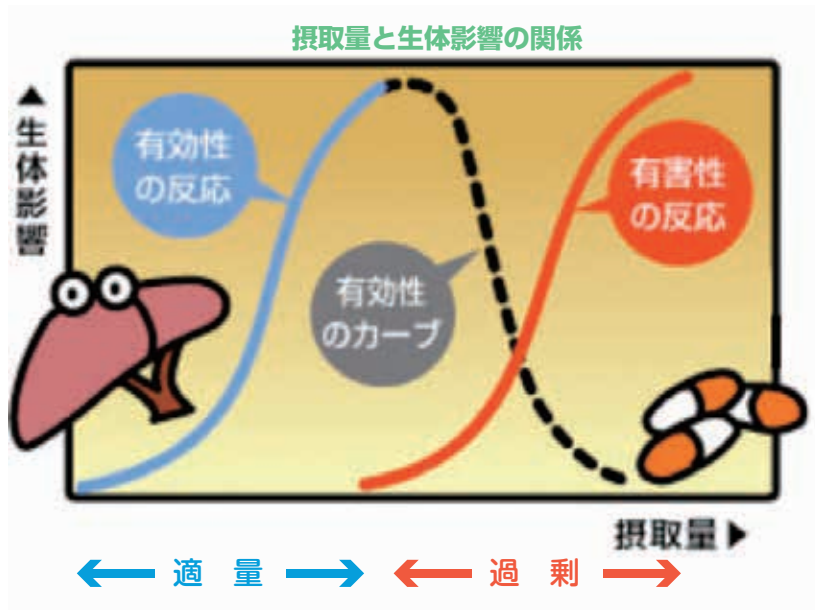 摂取量と生体影響の関係
▲生体影響
有効性
の反応
有害性
の反応
有効性
のカーブ
摂取量▶
適 量
過 剰